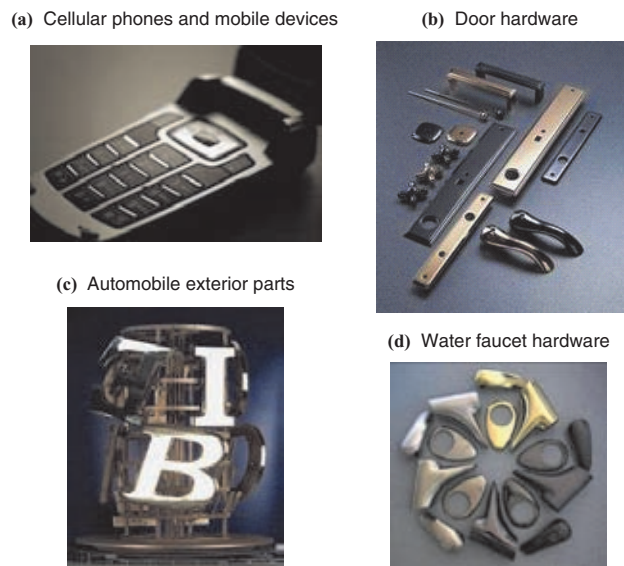 (a) Cellular phones and mobile devices
(b) Door hardware
(c) Automobile exterior parts
I
B
(d) Water faucet hardware